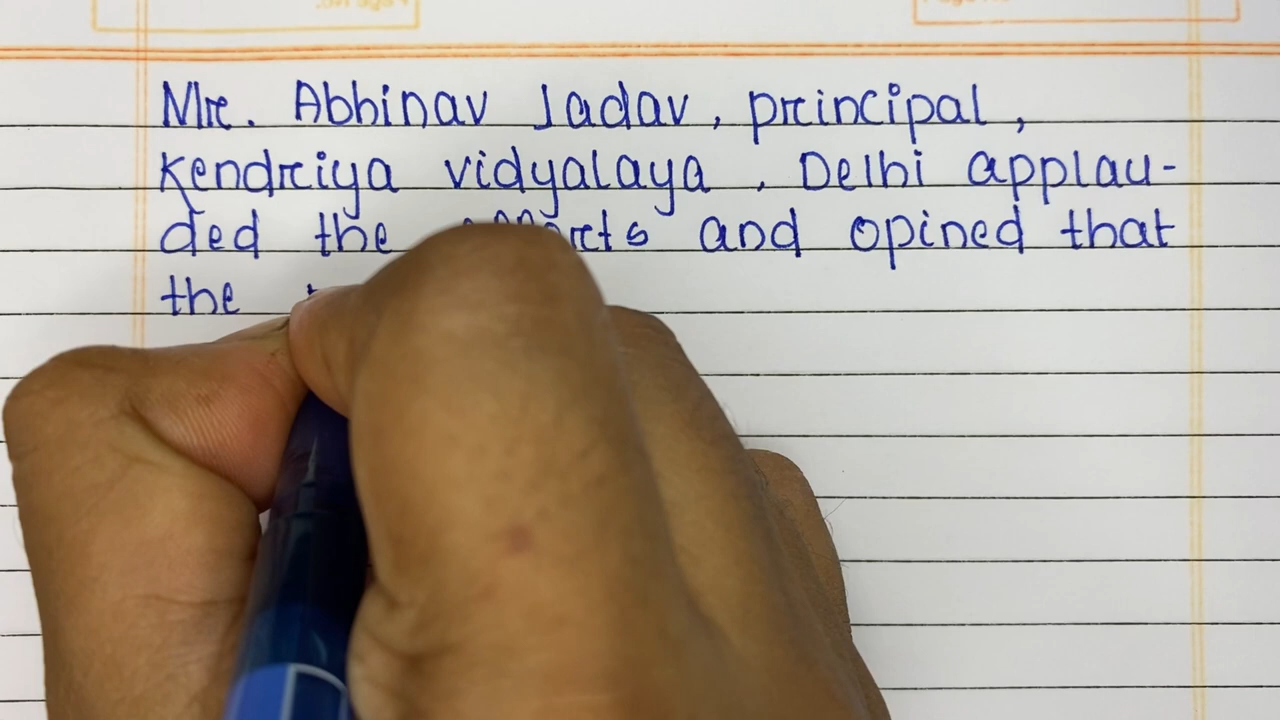 Mr. Abhinav Jadav, principal,
Kendriya vidyalaya, Delhi applau-
ded the and opined that
the